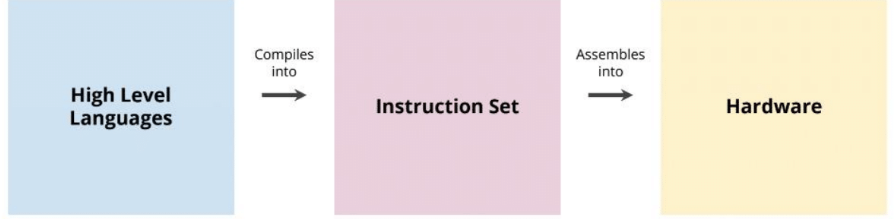 High Level
Languages
Compiles
into
Instruction Set
Assembles
into
Hardware